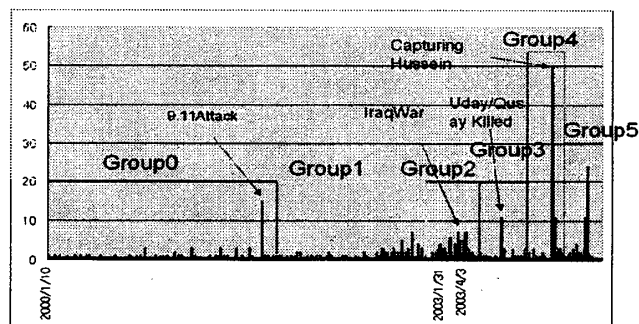 60
50
40
30
20
10
0
Capturing
Hussein
Group4
9.11Attack
IraqWar
Uday/Qus
ay Killed
Group5
Group0
Group1
Group2
Group3
2000/1/10
2003/1/31
2003/4/3